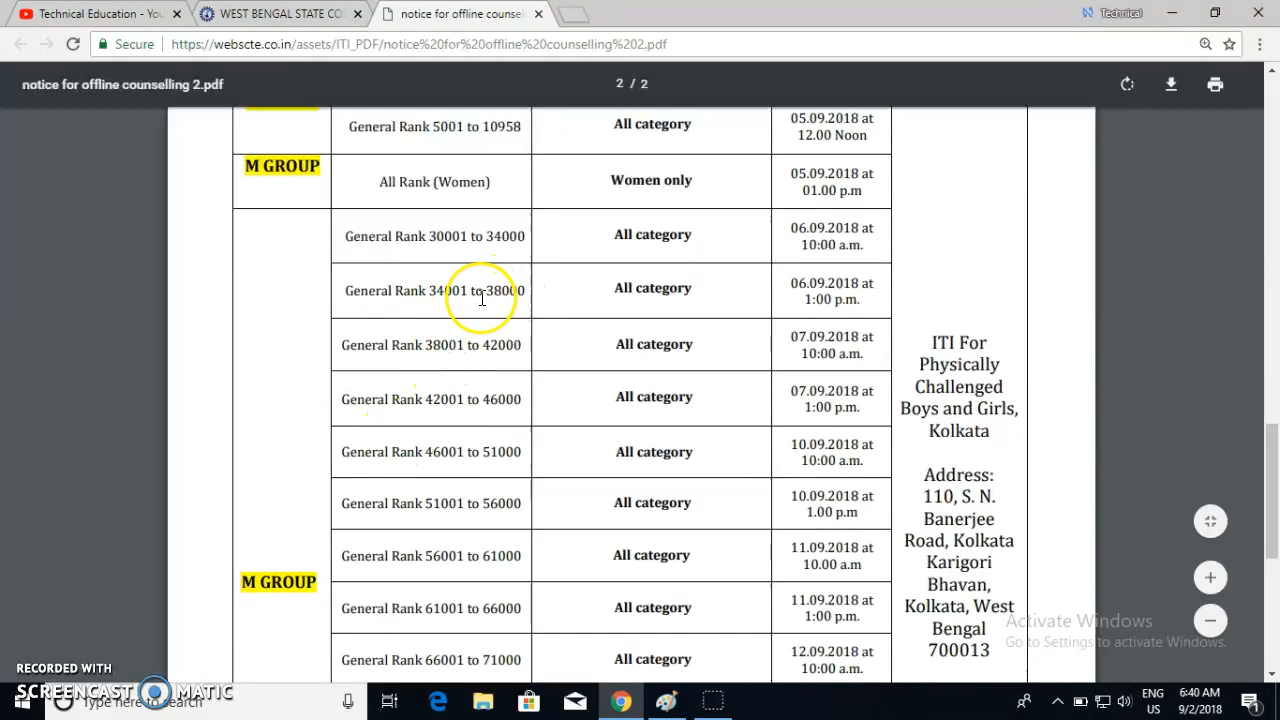 Technical Education - You
WEST BENGAL STATE CO
notice for offline counsel
Technical
Secure
https://webscte.co.in/assets/ITI_PDF/notice%20for%20offline%20counselling%202.pdf
notice for offline counselling 2.pdf
2 / 2
General Rank 5001 to 10958
All category
05.09.2018 at
12.00 Noon
M GROUP
All Rank (Women)
Women only
05.09.2018 at
01.00 p.m
General Rank 30001 to 34000
All category
06.09.2018 at
10:00 a.m.
General Rank 34001 to 38000
All category
06.09.2018 at
1:00 p.m.
General Rank 38001 to 42000
All category
07.09.2018 at
10:00 a.m.
General Rank 42001 to 46000
All category
07.09.2018 at
1:00 p.m.
General Rank 46001 to 51000
All category
10.09.2018 at
10:00 a.m.
General Rank 51001 to 56000
All category
10.09.2018 at
1.00 p.m
General Rank 56001 to 61000
All category
11.09.2018 at
10.00 a.m
M GROUP
General Rank 61001 to 66000
All category
11.09.2018 at
1:00 p.m.
General Rank 66001 to 71000
All category
12.09.2018 at
10:00 a.m.
ITI For
Physically
Challenged
Boys and Girls,
Kolkata
Address:
110, S. N.
Banerjee
Road, Kolkata
Karigori
Bhavan,
Kolkata, West
Bengal
700013
Activate Windows
Go to Settings to activate Windows.
RECORDED WITH
SCREENCAST MATIC
Type here to search
ENG
US
6:40 AM
9/2/2018
1